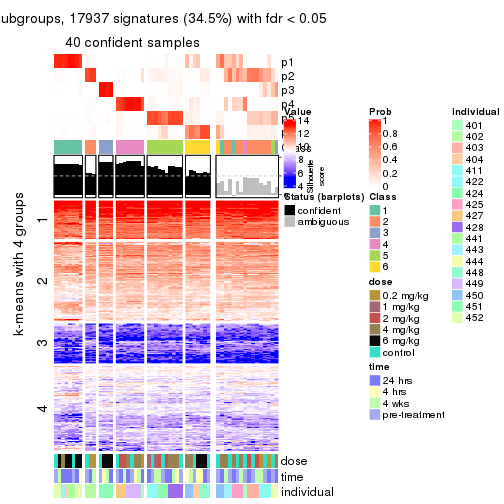 ubgroups, 17937 signatures (34.5%) with fdr < 0.05
40 confident samples
p1
p2
p3
p4
k-means with 4 groups
1
2
3
4
Value
14
12
10
6
4
Silhouette
score
Status (barplots)
confident
ambiguous
Prob
1
0.8
0.6
0.4
0.2
0
Class
1
2
3
4
5
6
dose
0.2 mg/kg
1 mg/kg
2 mg/kg
4 mg/kg
6 mg/kg
control
time
24 hrs
4 hrs
4 wks
pre-treatment
Individual
401
402
403
404
411
422
424
425
427
428
441
443
444
448
449
450
451
452
dose
time
individual